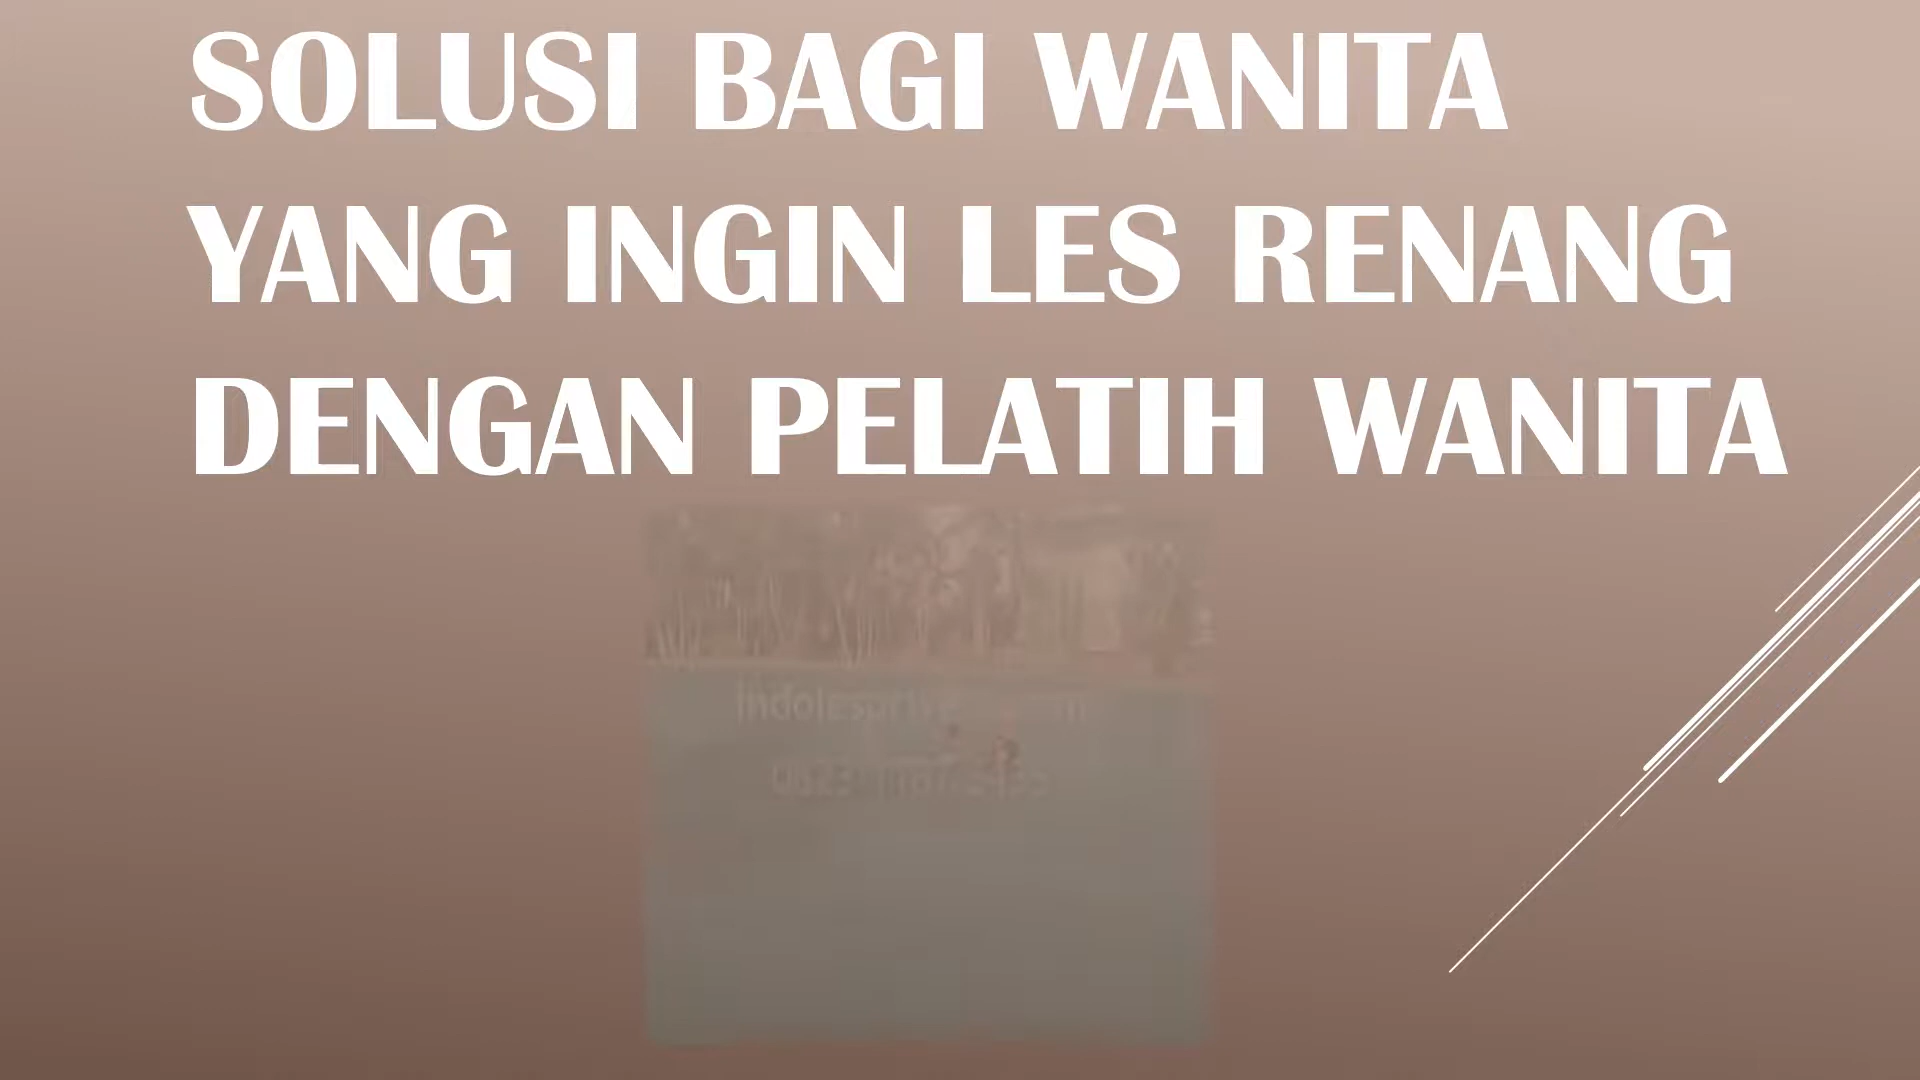 SOLUSI BAGI WANITA
YANG INGIN LES RENANG
DENGAN PELATIH WANITA